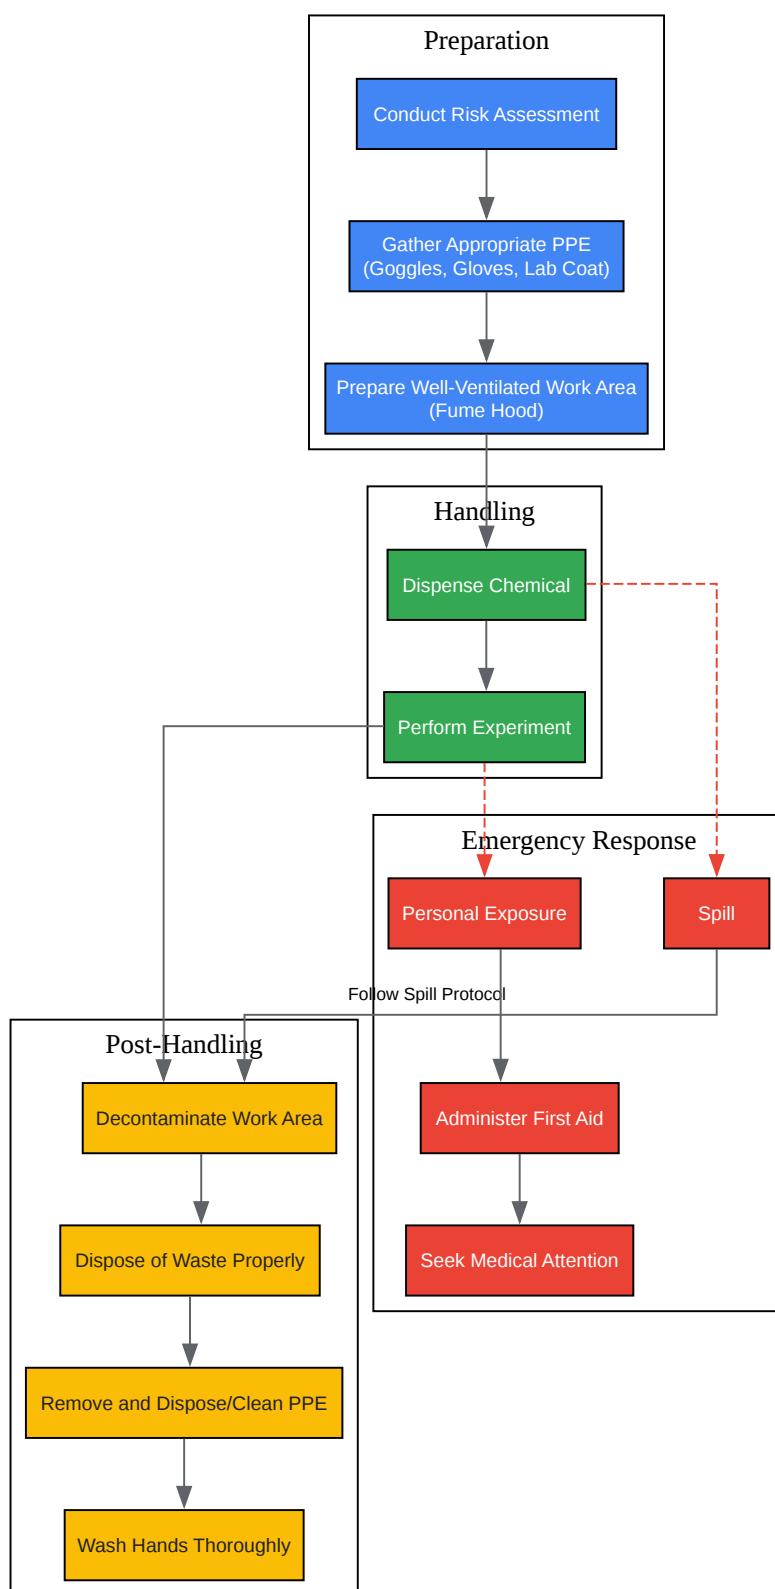 Preparation
Conduct Risk Assessment
Gather Appropriate PPE
(Goggles, Gloves, Lab Coat)
Prepare Well-Ventilated Work Area
(Fume Hood)
Handling
Dispense Chemical
Perform Experiment
Emergency Response
Personal Exposure
Spill
Follow Spill Protocol
Post-Handling
Decontaminate Work Area
Administer First Aid
Dispose of Waste Properly
Seek Medical Attention
Remove and Dispose/Clean PPE
Wash Hands Thoroughly